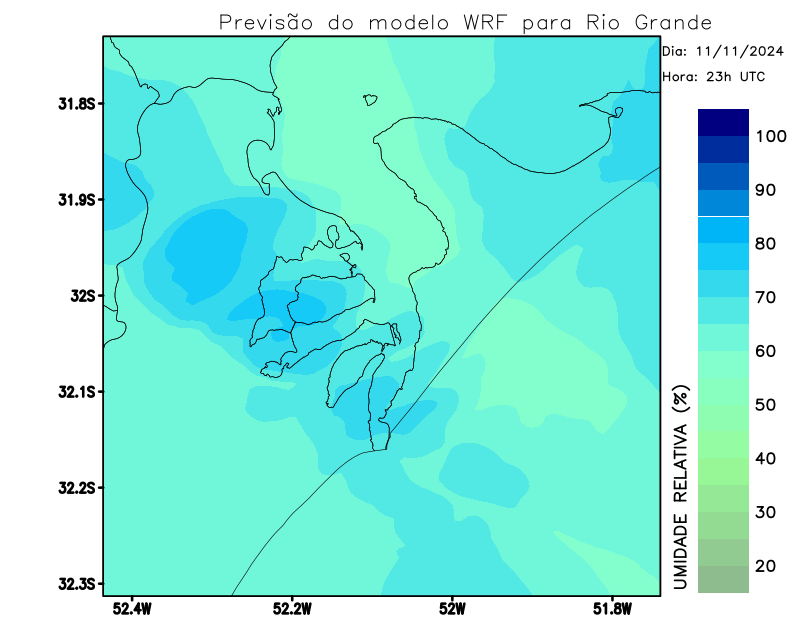 Previsão do modelo WRF para Rio Grande
Dia: 11/11/2024
Hora: 23h UTC
31.8S
31.9S
32S
32.1S
32.2S
32.3S
52.4W
52.2W
52W
51.8W
100
90
80
70
60
50
40
30
20
UMIDADE RELATIVA (%)